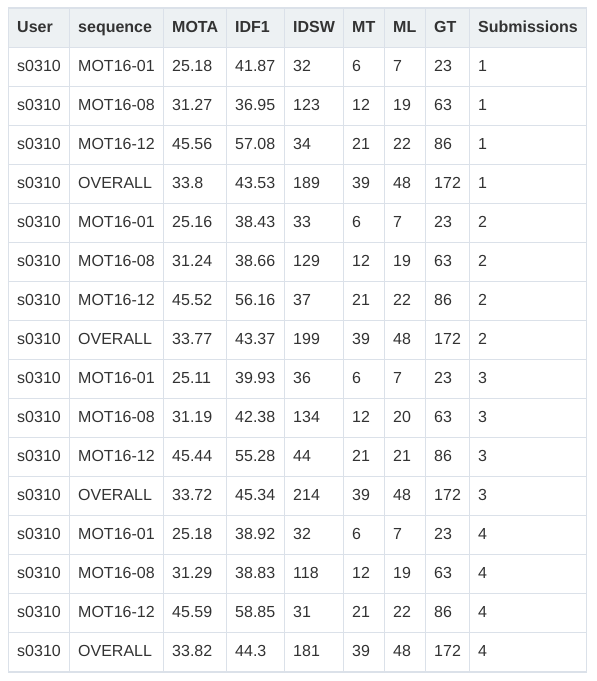 User sequence MOTA IDF1 IDSW MT ML GT Submissions
s0310 MOT16-01 25.18 41.87 32 6 7 23 1
s0310 MOT16-08 31.27 36.95 123 12 19 63 1
s0310 MOT16-12 45.56 57.08 34 21 22 86 1
s0310 OVERALL 33.8 43.53 189 39 48 172 1
s0310 MOT16-01 25.16 38.43 33 6 7 23 2
s0310 MOT16-08 31.24 38.66 129 12 19 63 2
s0310 MOT16-12 45.52 56.16 37 21 22 86 2
s0310 OVERALL 33.77 43.37 199 39 48 172 2
s0310 MOT16-01 25.11 39.93 36 6 7 23 3
s0310 MOT16-08 31.19 42.38 134 12 20 63 3
s0310 MOT16-12 45.44 55.28 44 21 21 86 3
s0310 OVERALL 33.72 45.34 214 39 48 172 3
s0310 MOT16-01 25.18 38.92 32 6 7 23 4
s0310 MOT16-08 31.29 38.83 118 12 19 63 4
s0310 MOT16-12 45.59 58.85 31 21 22 86 4
s0310 OVERALL 33.82 44.3 181 39 48 172 4